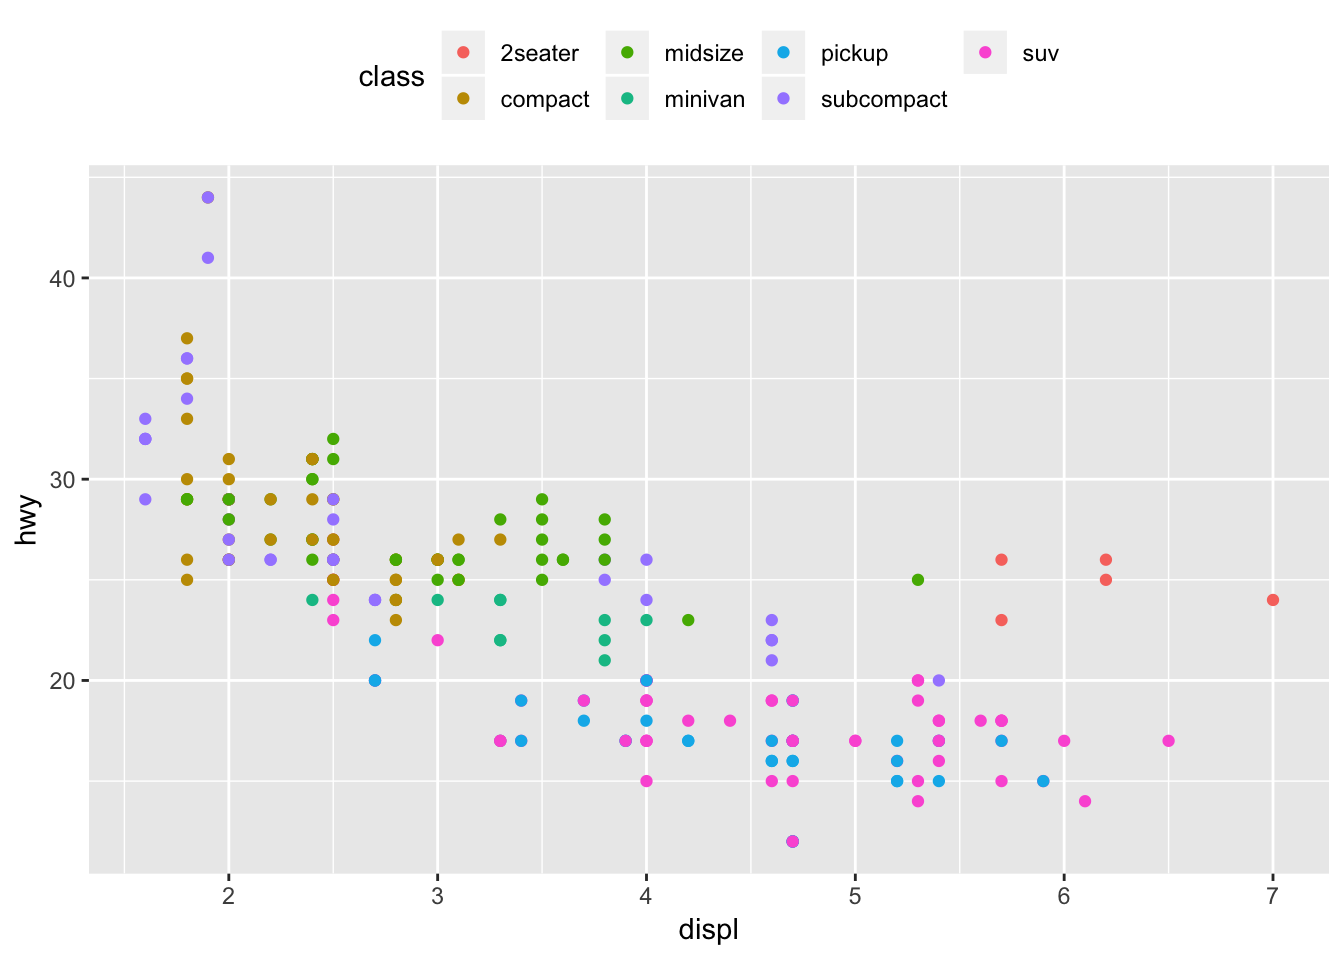 class
2seater midsize pickup suv
compact minivan subcompact
hwy
40
30
20
2 3 4 5 6 7
displ